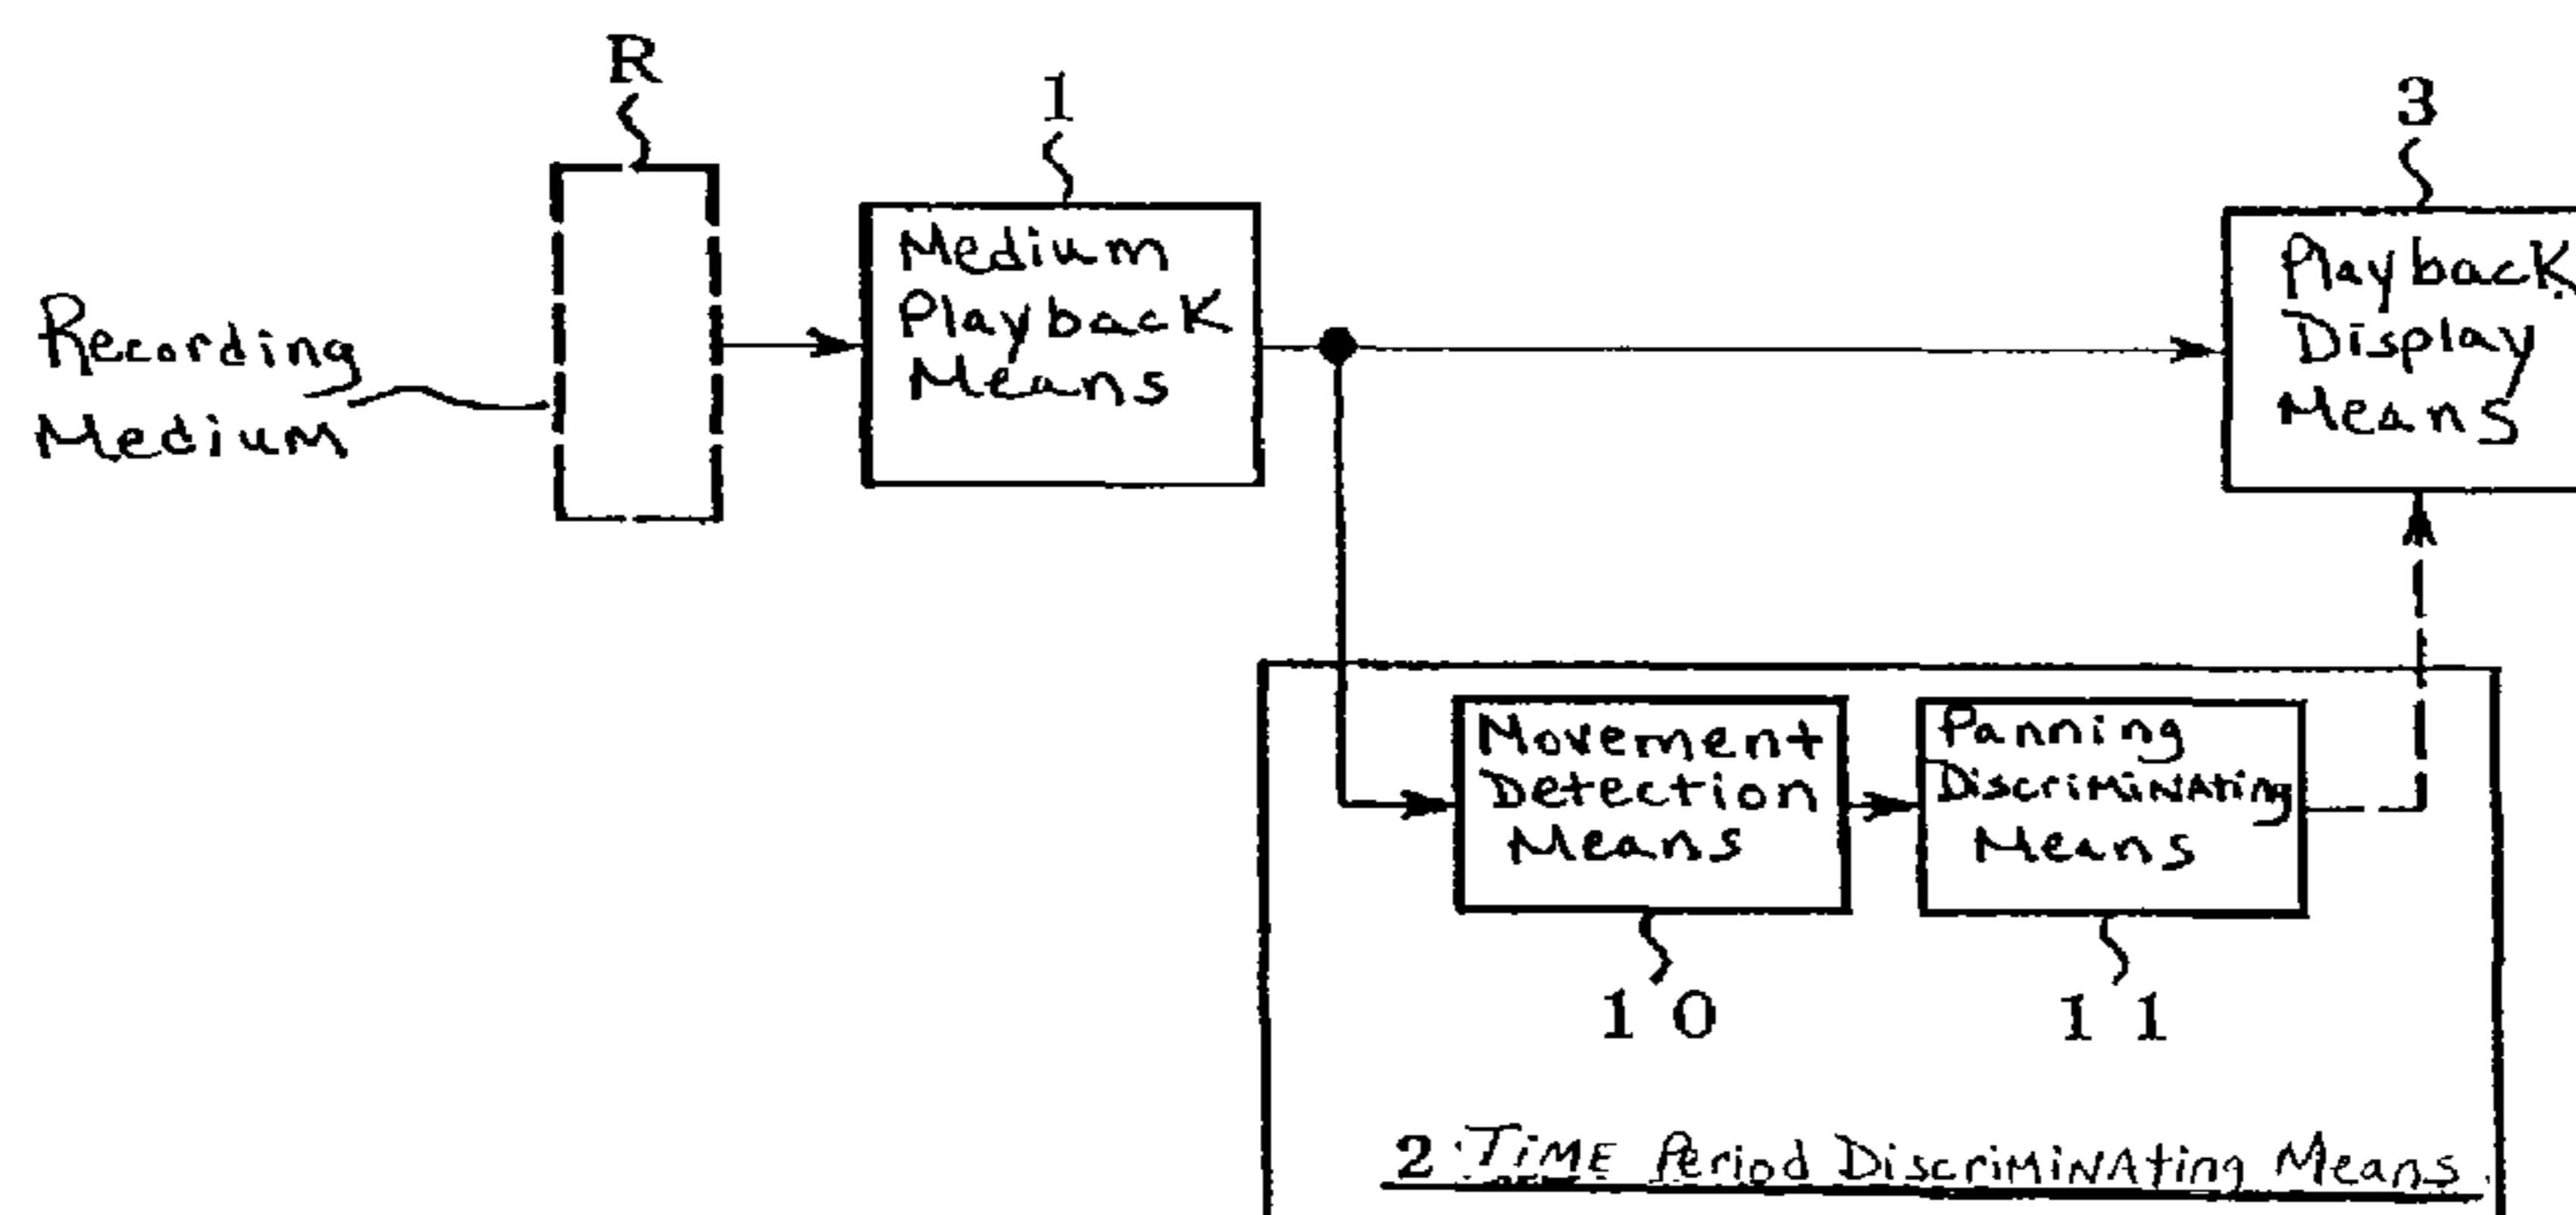 R
1
3
Recording
Medium
Medium
Playback
Means
Playback
Display
Means
Movement
Detection
Means
Panning
Discriminating
Means
10
11
2 Time Period Discriminating Means